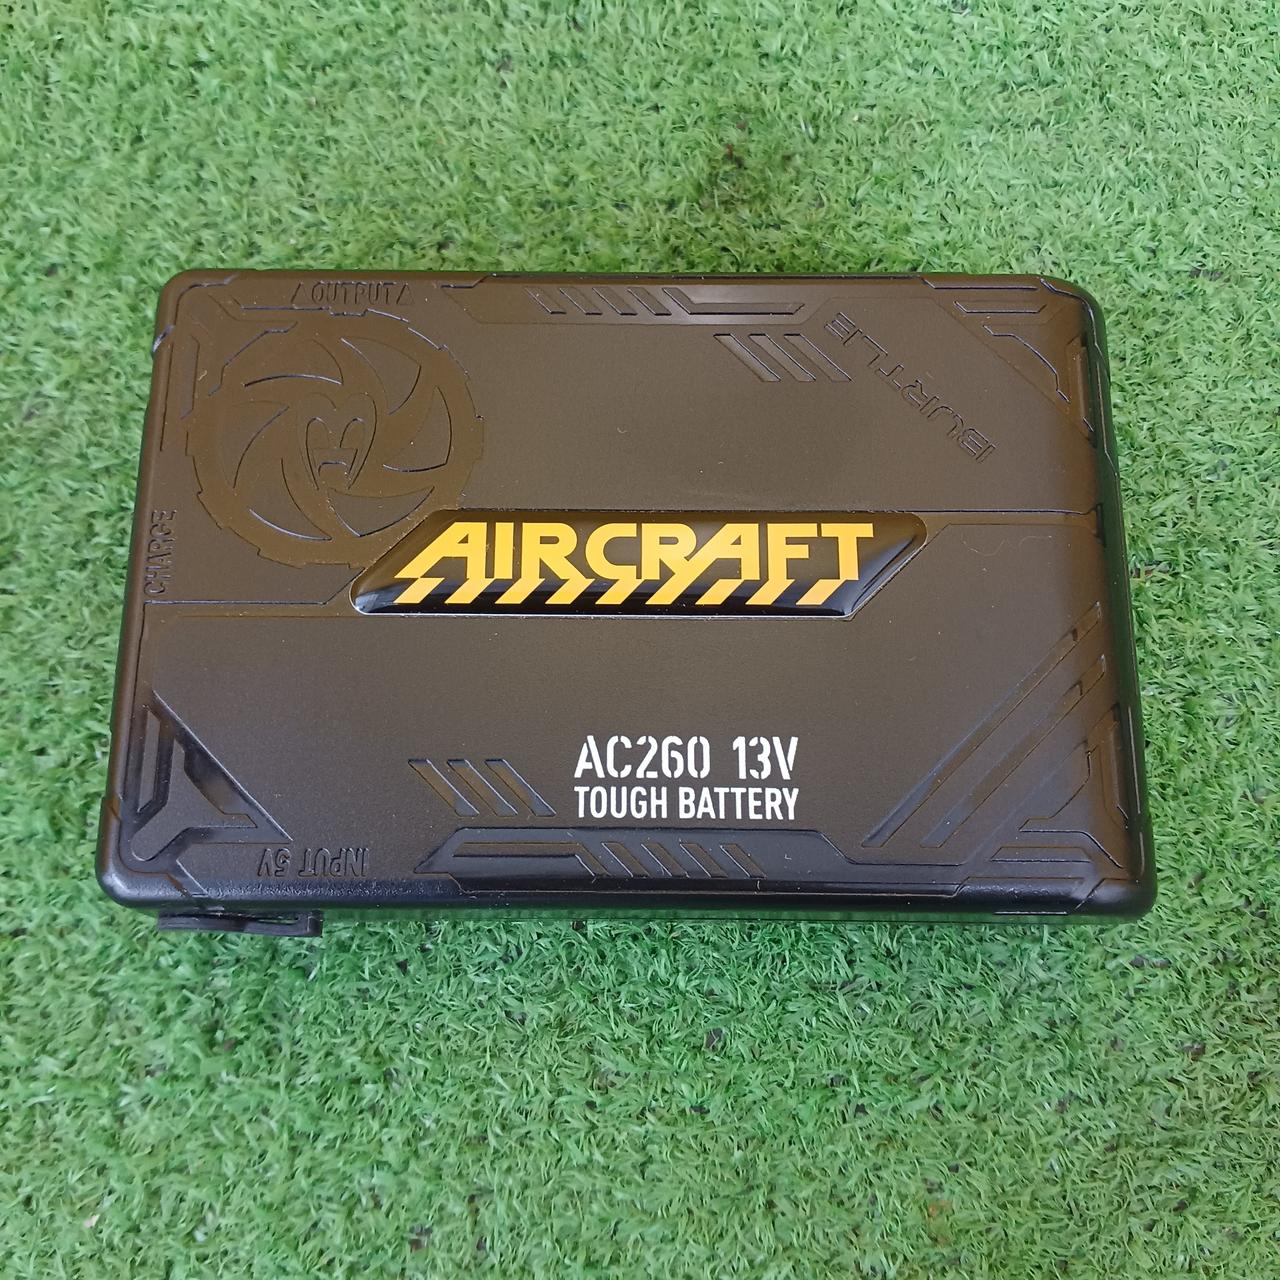 OUTPUT
BURTLE
CHARGE
AIRCRAFT
AC260 13V
TOUGH BATTERY
INPUT 5V